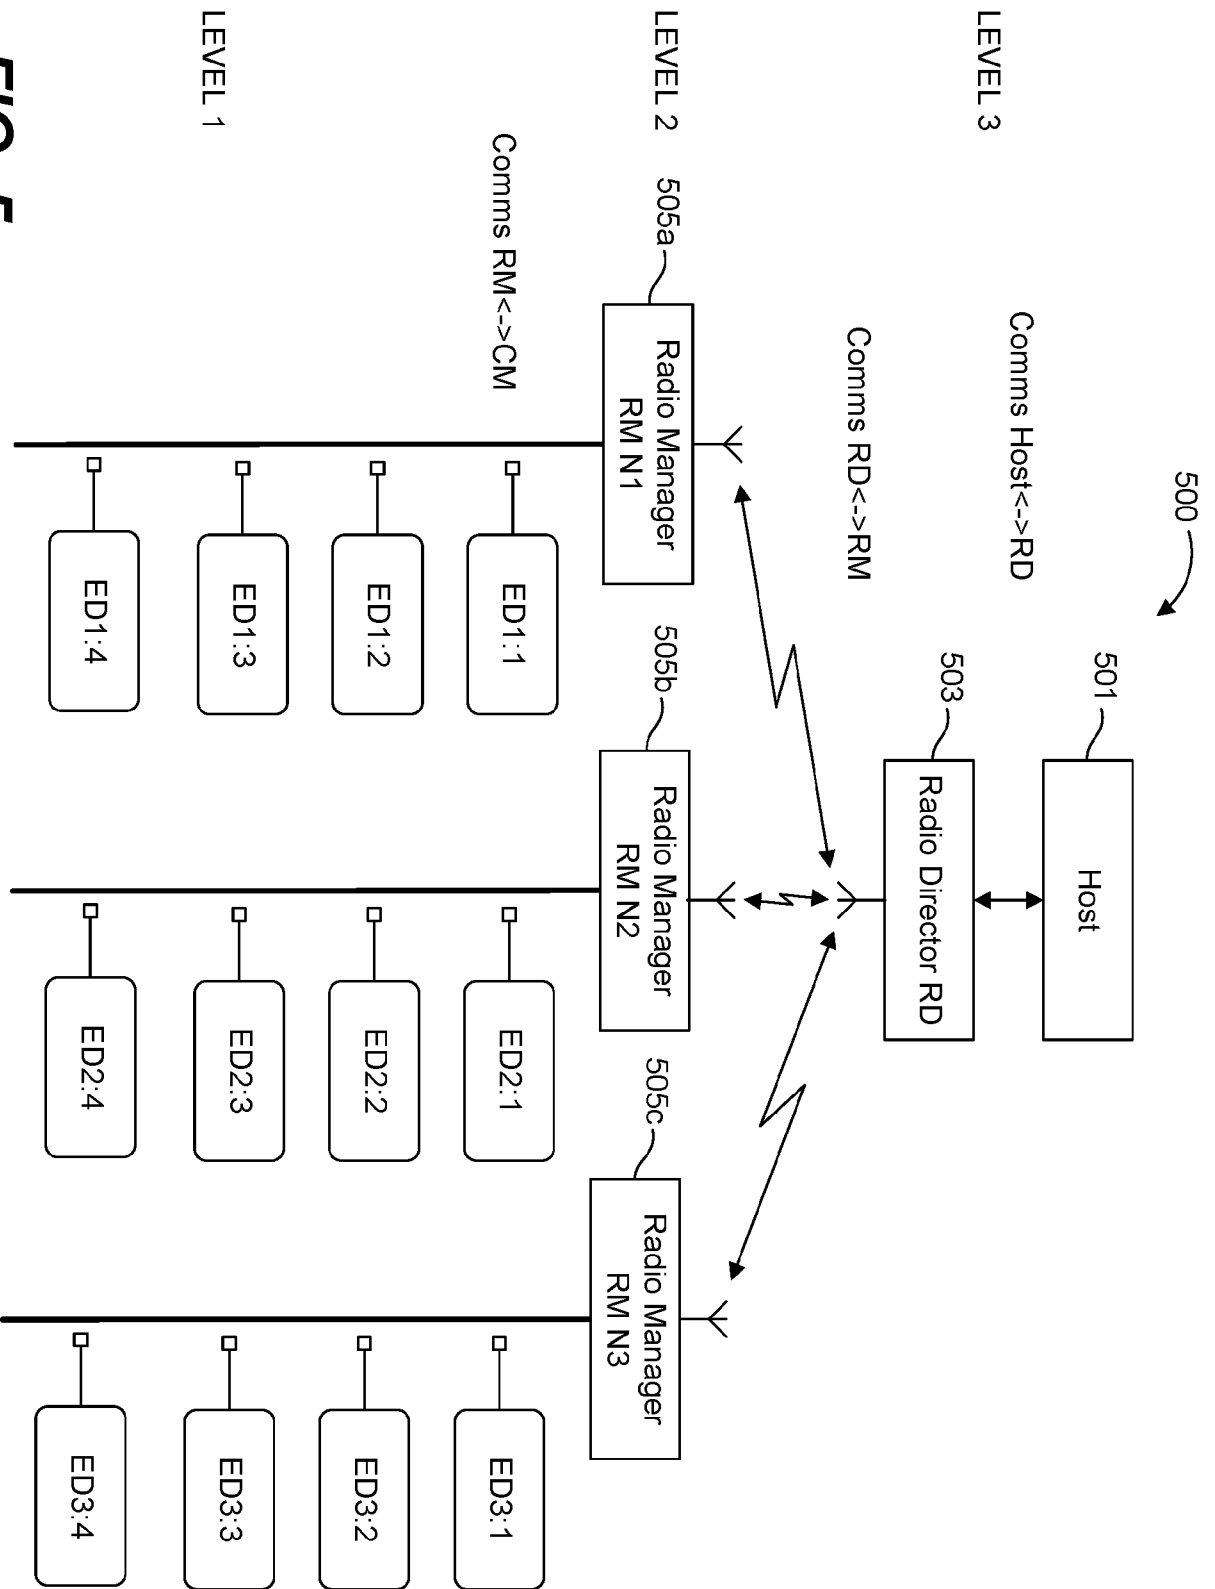 500
LEVEL 3
Comms Host<->RD
501
Host
503
Radio Director RD
Comms RD<->RM
LEVEL 2
505a
Radio Manager
RM N1
505b
Radio Manager
RM N2
505c
Radio Manager
RM N3
Comms RM<->CM
ED1:1
ED2:1
ED3:1
ED1:2
ED2:2
ED3:2
LEVEL 1
ED1:3
ED2:3
ED3:3
ED1:4
ED2:4
ED3:4